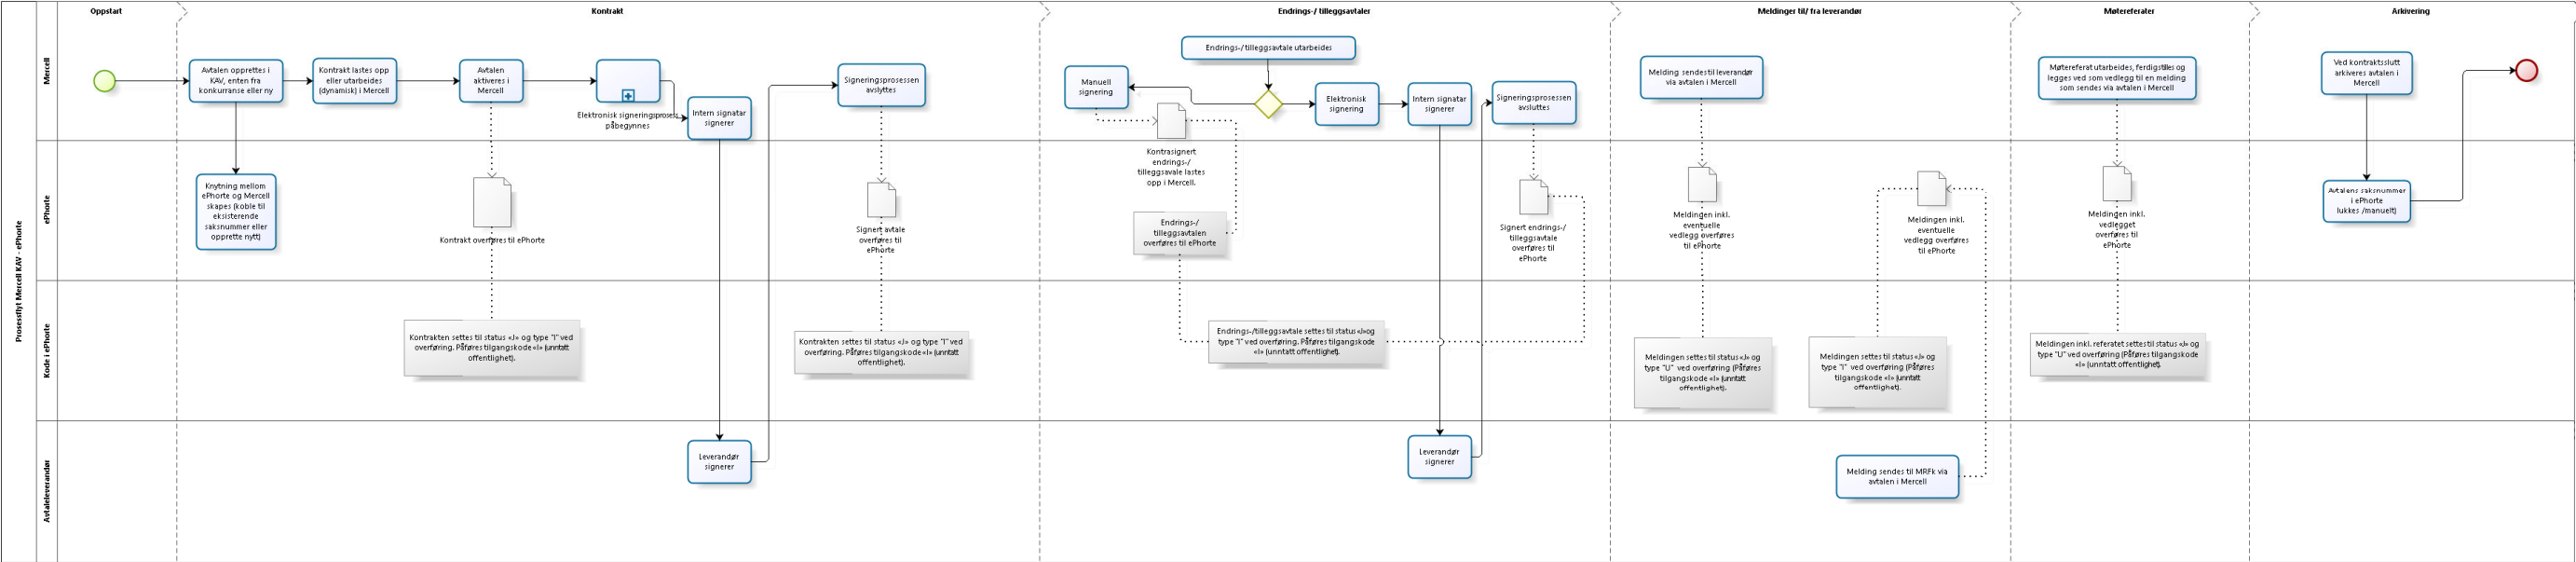 Oppstart
Kontrakt
Endrings-/ tilleggsavtaler
Meldinger til/ fra leverandør
Møtereferater
Arkivering
Prosessflyt Mercell KAV - ePhorte
Mercell
ePhorte
Kode i ePhorte
Avtaleleverandør
Avtalen opprettes i
KAV, enten fra
konkurranse eller ny
Kontrakt lastes opp
eller utarbeides
(dynamisk) i Mercell
Avtalen
aktiveres i
Mercell
Elektronisk signeringsprosess
påbegynnes
Intern signatar
signerer
Signeringsprosessen
avslyttes
Knytning mellom
ePhorte og Mercell
skapes (koble til
eksisterende
saksnummer eller
opprette nytt)
Kontrakt overføres til ePhorte
Signert avtale
overføres til
ePhorte
Kontrakten settes til status «J» og type "I" ved
overføring. Påføres tilgangskode «I» (unntatt
offentlighet).
Kontrakten settes til status «J» og type "I" ved
overføring. Påføres tilgangskode «I» (unntatt
offentlighet).
Leverandør
signerer
Endrings-/ tilleggsavtale utarbeides
Manuell
signering
Elektronisk
signering
Intern signatar
signerer
Signeringsprosessen
avsluttes
Kontrasignert
endrings-/
tilleggsavale lastes
opp i Mercell.
Endrings-/
tilleggsavtalen
overføres til ePhorte
Signert endrings-/
tilleggsavtale
overføres til
ePhorte
Endrings-/tilleggsavtale settes til status «J»og
type "I" ved overføring. Påføres tilgangskode
«I» (unntatt offentlighet).
Leverandør
signerer
Melding sendes til leverandør
via avtalen i Mercell
Meldingen inkl.
eventuelle
vedlegg overføres
til ePhorte
Meldingen inkl.
eventuelle
vedlegg overføres
til ePhorte
Meldingen settes til status «J» og
type "U" ved overføring (Påføres
tilgangskode «I» (unntatt
offentlighet).
Meldingen settes til status «J» og
type "I" ved overføring (Påføres
tilgangskode «I» (unntatt
offentlighet).
Melding sendes til MRFk via
avtalen i Mercell
Møtereferat utarbeides, ferdigstilles og
legges ved som vedlegg til en melding
som sendes via avtalen i Mercell
Meldingen inkl.
vedlegget
overføres til
ePhorte
Meldingen inkl. referatet settes til status «J» og
type "U" ved overføring (Påføres tilgangskode
«I» (unntatt offentlighet).
Ved kontraktsslutt
arkiveres avtalen i
Mercell
Avtalens saksnummer
i ePhorte
lukkes /manuelt)